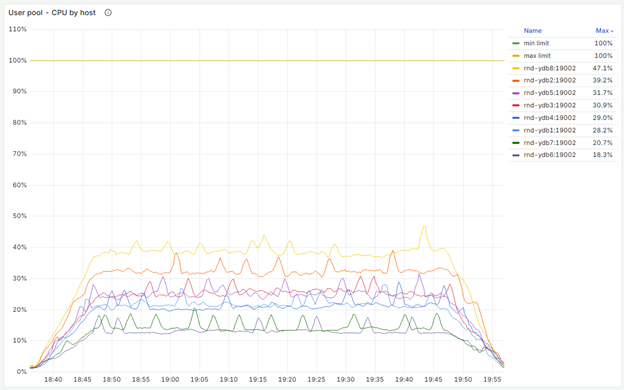 User pool - CPU by host
110%
100%
90%
80%
70%
60%
50%
40%
30%
20%
10%
0%
18:40 18:45 18:50 18:55 19:00 19:05 19:10 19:15 19:20 19:25 19:30 19:35 19:40 19:45 19:50 19:55
Name Max
min limit 100%
max limit 100%
rnd-ydb8:19002 47.1%
rnd-ydb2:19002 39.2%
rnd-ydb5:19002 31.7%
rnd-ydb3:19002 30.9%
rnd-ydb4:19002 29.0%
rnd-ydb1:19002 28.2%
rnd-ydb7:19002 20.7%
rnd-ydb6:19002 18.3%